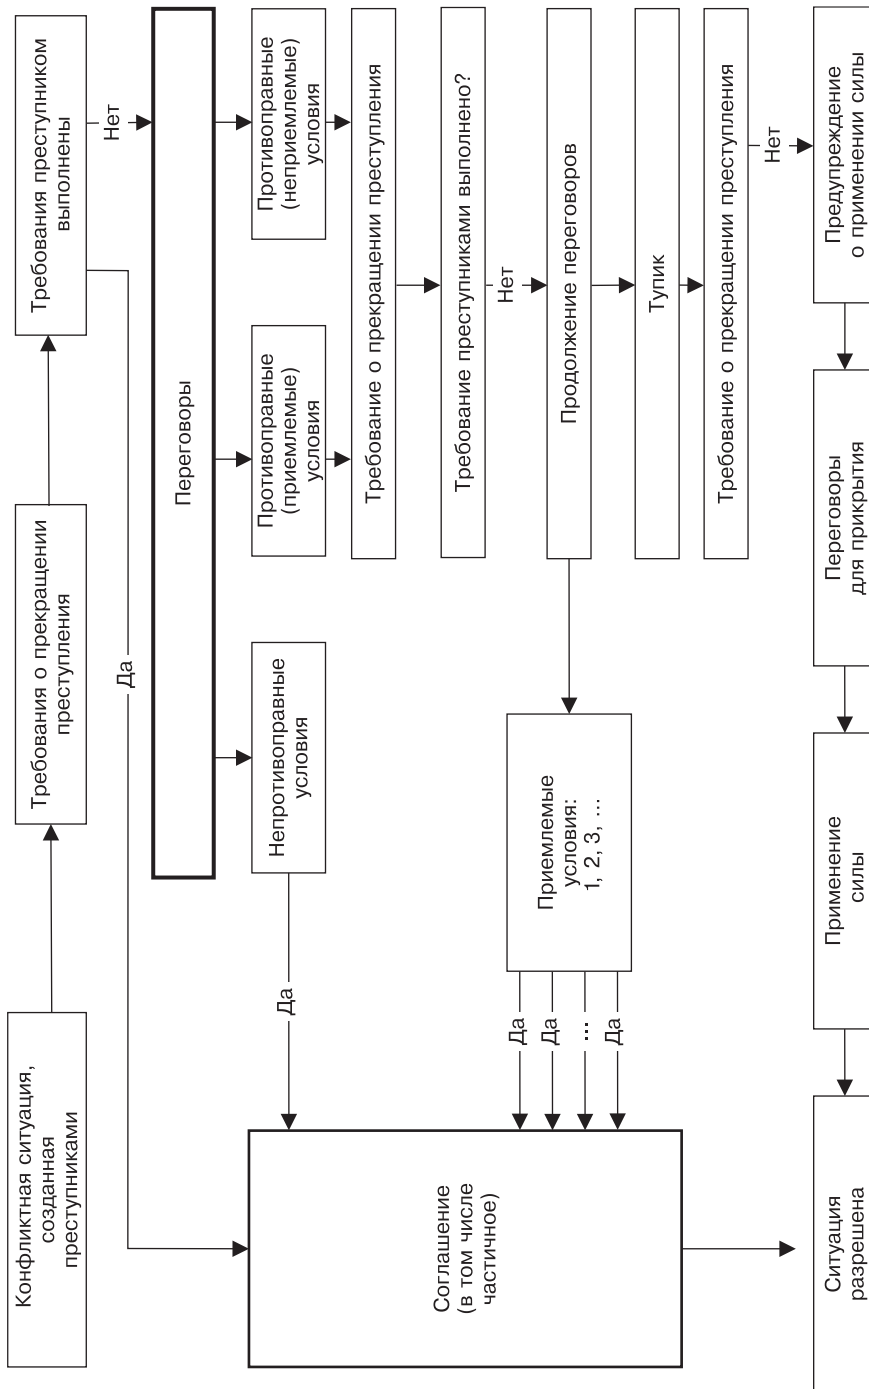 Конфликтная ситуация,
созданная
преступниками
Требования о прекращении
преступления
Требования преступником
выполнены
Да
Нет
Переговоры
Непротивоправные
условия
Противоправные
(приемлемые)
условия
Противоправные
(неприемлемые)
условия
Да
Требование о прекращении преступления
Требование преступниками выполнено?
Нет
Продолжение переговоров
Приемлемые
условия:
1, 2, 3, ...
Да
Да
...
Да
Соглашение
(в том числе
частичное)
Тупик
Требование о прекращении преступления
Нет
Предупреждение
о применении силы
Переговоры
для прикрытия
Применение
силы
Ситуация
разрешена